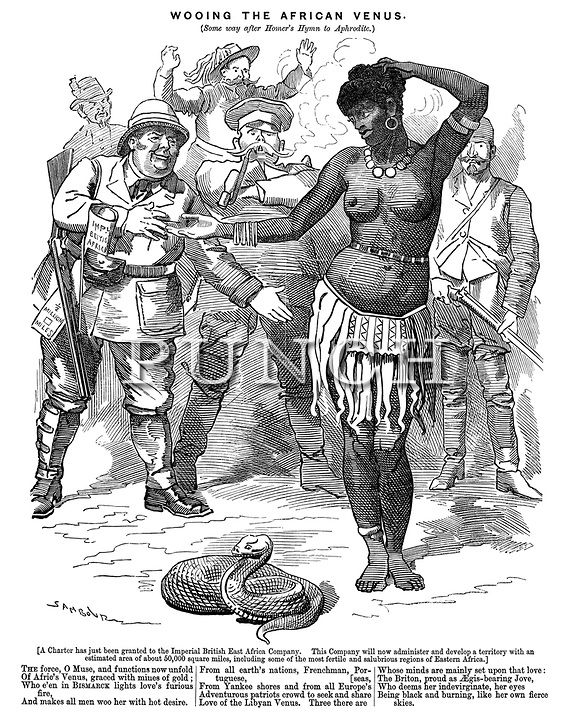 WOOING THE AFRICAN VENUS.
(Some way after Homer's Hymn to Aphrodite.)
IMPL
BRITISH
AFRICA
PUNCH
SAMBOURNE
[A Charter has just been granted to the Imperial British East Africa Company. This Company will now administer and develop a territory with an
estimated area of about 50,000 square miles, including some of the most fertile and salubrious regions of Eastern Africa.]
THE force, O Muse, and functions now unfold
Of Afric's Venus, graced with mines of gold;
Who e'en in BISMARCK lights love's furious
fire,
And makes all men woo her with hot desire.
From all earth's nations, Frenchman, Por-
tuguese, [seas,
From Yankee shores and from all Europe's
Adventurous patriots crowd to seek and share
Love of the Libyan Venus. Three there are
Whose minds are mainly set upon that love:
The Briton, proud as Ægis-bearing Jove,
Who deems her indevirginate, her eyes
Being black and burning, like her own fierce
skies.